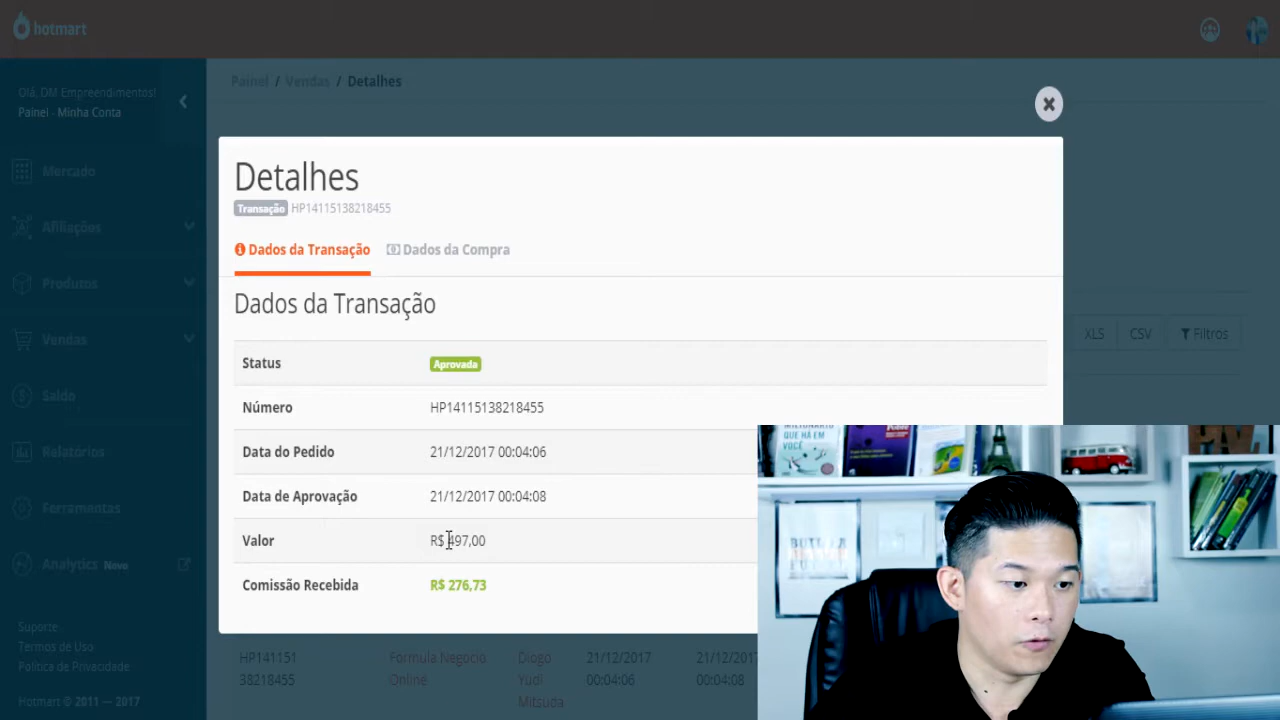 hotmart
Olá, DM Empreendimentos!
Painel - Minha Conta
Mercado
Afiliações
Produtos
Vendas
Saldo
Relatórios
Ferramentas
Analytics Novo
Suporte
Termos de Uso
Política de Privacidade
Hotmart © 2011 — 2017
Painel / Vendas / Detalhes
XLS CSV Filtros
Detalhes
Transação HP14115138218455
Dados da Transação Dados da Compra
Dados da Transação
Status Aprovada
Número HP14115138218455
Data do Pedido 21/12/2017 00:04:06
Data de Aprovação 21/12/2017 00:04:08
Valor R$ 497,00
Comissão Recebida R$ 276,73
HP141151 Formula Negocio Diogo 21/12/2017 21/12/2017
38218455 Online Yudi 00:04:06 00:04:08
Mitsuda
QUE HÁ EM
VOCÊ